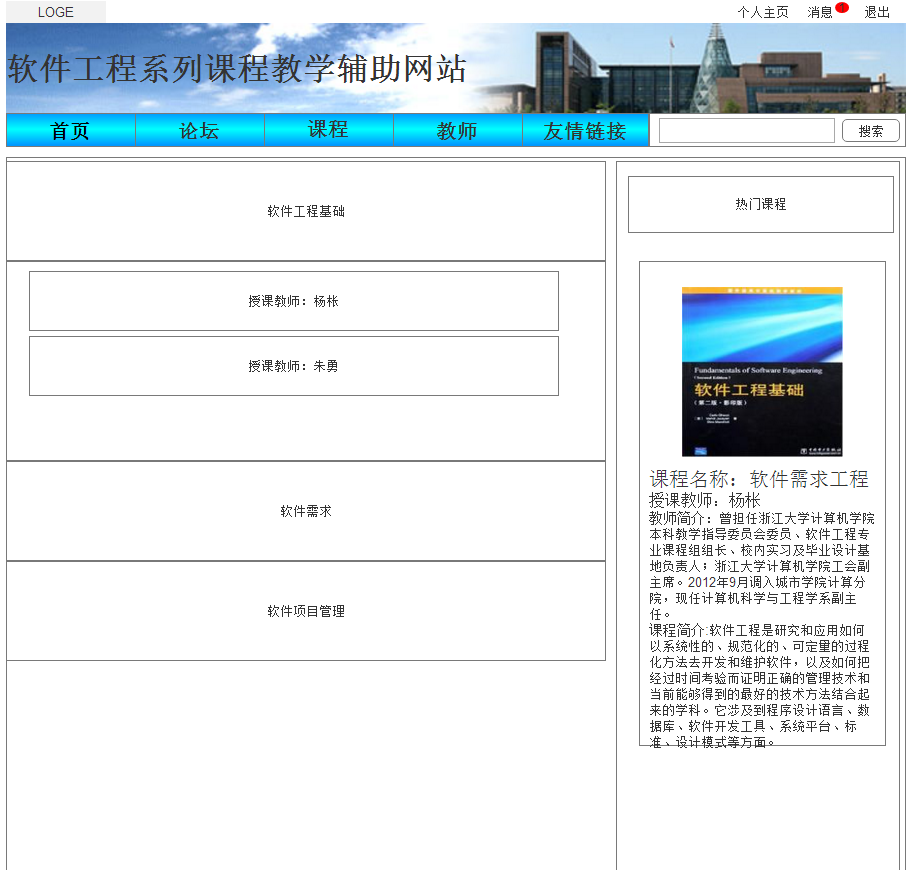 LOGE
个人主页 消息 1 退出
软件工程系列课程教学辅助网站
首页 论坛 课程 教师 友情链接 搜索
软件工程基础
授课教师：杨枨
授课教师：朱勇
软件需求
软件项目管理
热门课程
Fundamentals of Software Engineering
(Second Edition)
软件工程基础
（第二版·影印版）
课程名称：软件需求工程
授课教师：杨枨
教师简介：曾担任浙江大学计算机学院
本科教学指导委员会委员、软件工程专
业课程组组长、校内实习及毕业设计基
地负责人；浙江大学计算机学院工会副
主席。2012年9月调入城市学院计算分
院，现任计算机科学与工程学系副主
任。
课程简介:软件工程是研究和应用如何
以系统性的、规范化的、可定量的过程
化方法去开发和维护软件，以及如何把
经过时间考验而证明正确的管理技术和
当前能够得到的最好的技术方法结合起
来的学科。它涉及到程序设计语言、数
据库、软件开发工具、系统平台、标
准、设计模式等方面。